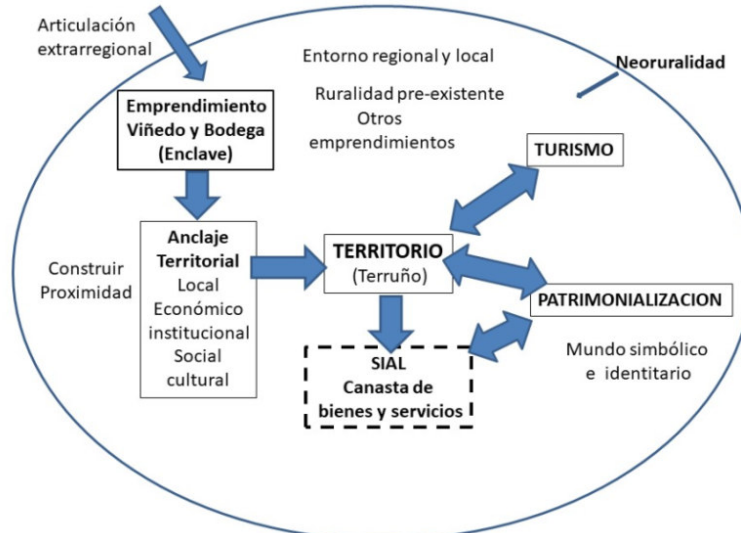 Articulación
extrarregional
Entorno regional y local
Neoruralidad
Ruralidad pre-existente
Otros
emprendimientos
Emprendimiento
Viñedo y Bodega
(Enclave)
TURISMO
Anclaje
Territorial
Local
Económico
institucional
Social
cultural
Construir
Proximidad
TERRITORIO
(Terruño)
PATRIMONIALIZACION
Mundo simbólico
e identitario
SIAL
Canasta de
bienes y servicios